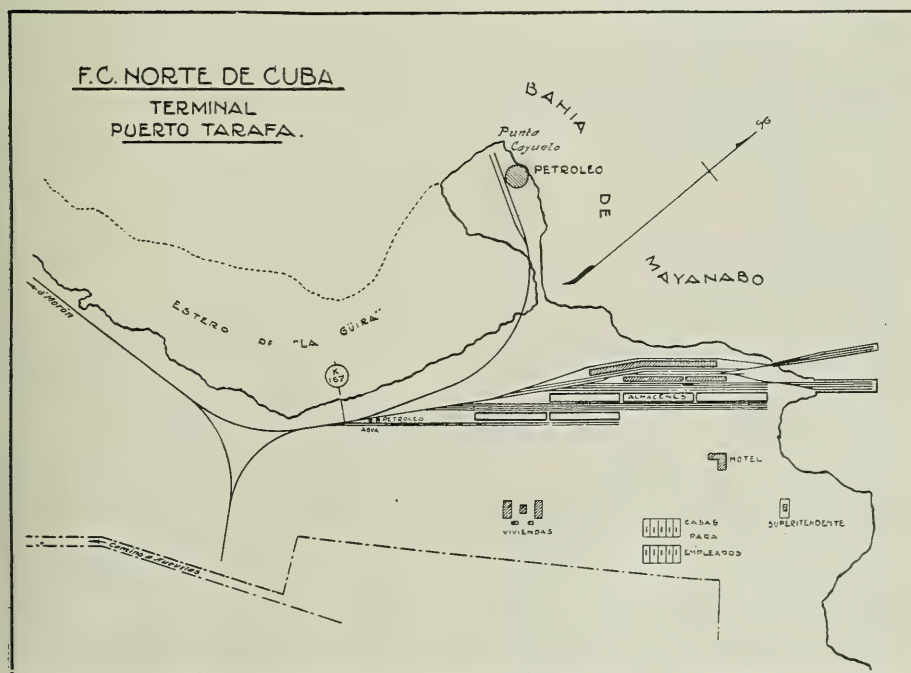 F.C. NORTE DE CUBA
TERMINAL
PUERTO TARAFA.
BAHIA
DE
MAYANABO
Punta
Cayuelo
PETROLEO
á Morón
ESTERO DE "LA GÜIRA"
K
167
PETROLEO
AGUA
ALMACENES
HOTEL
VIVIENDAS
CASAS
PARA
EMPLEADOS
SUPERITENDENTE
Camino a Nuevitas